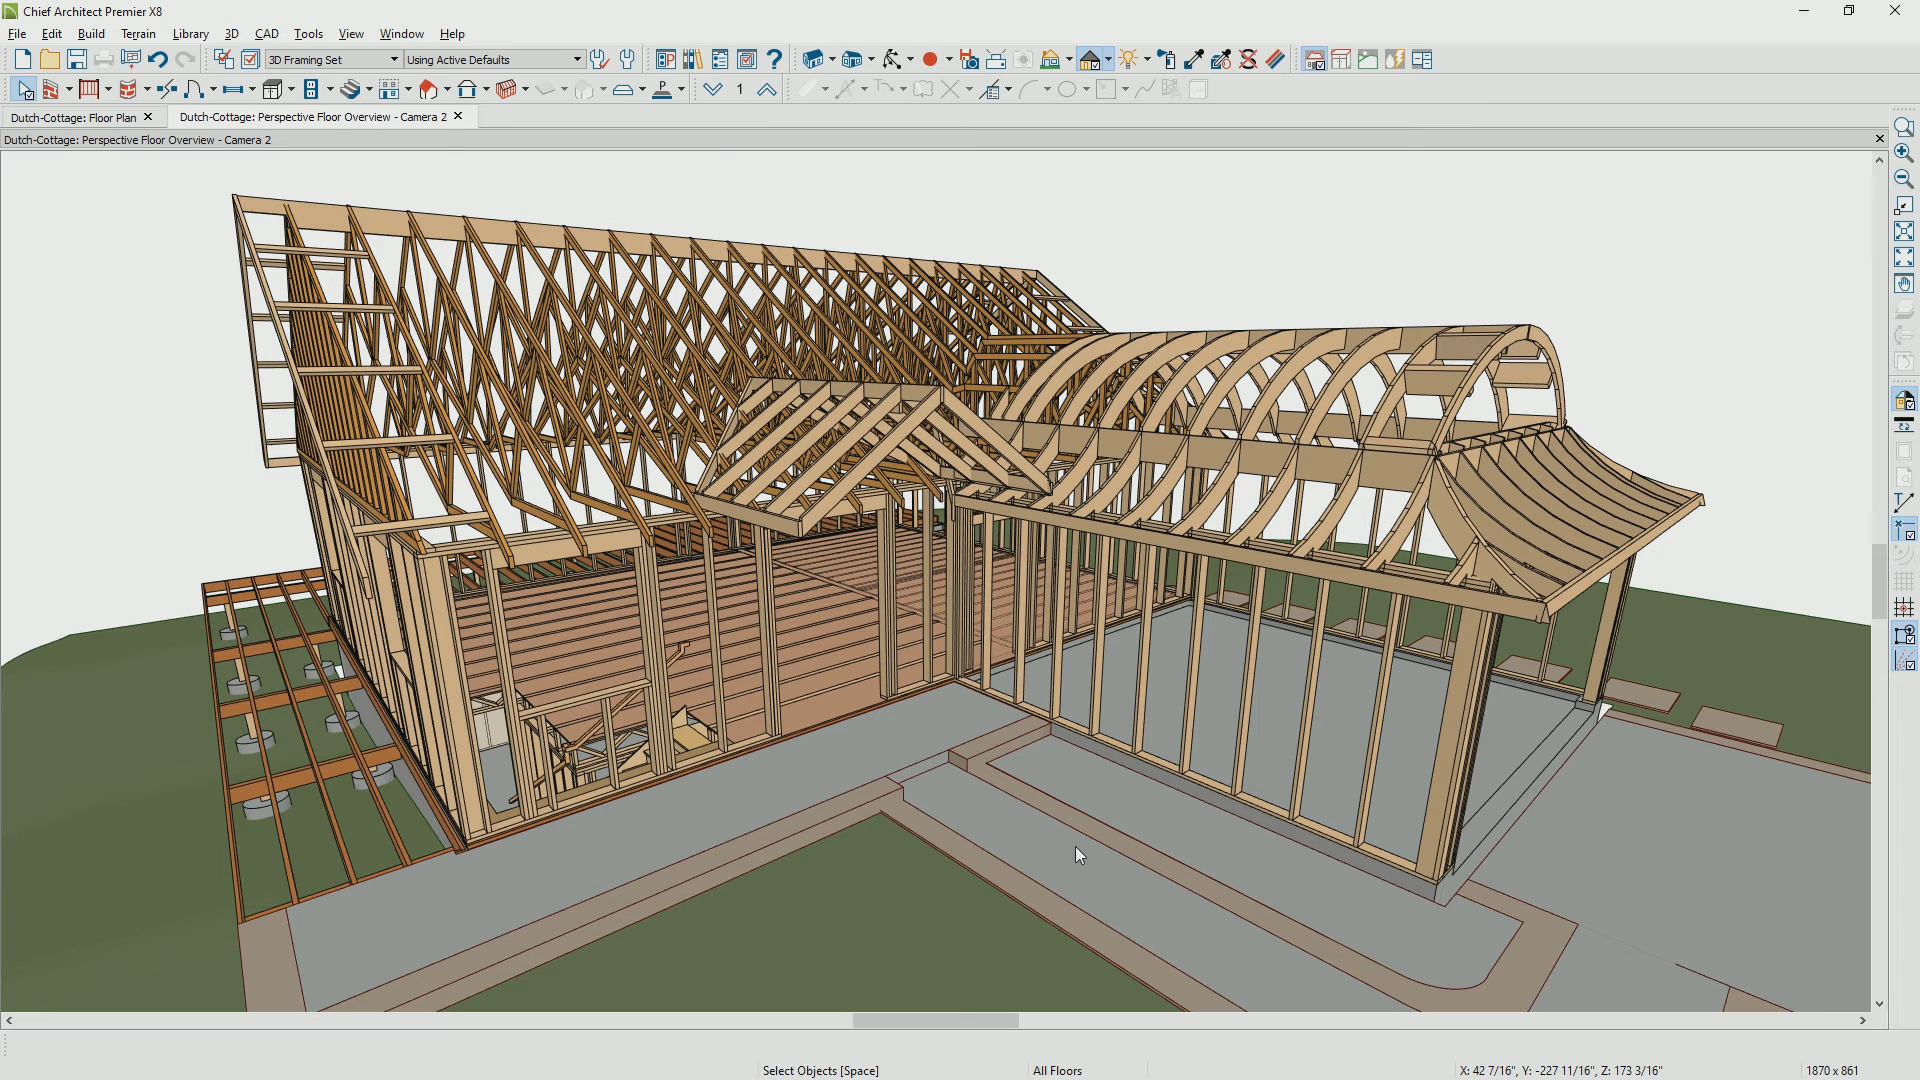 Chief Architect Premier X8
File Edit Build Terrain Library 3D CAD Tools View Window Help
3D Framing Set Using Active Defaults
1
Dutch-Cottage: Floor Plan Dutch-Cottage: Perspective Floor Overview - Camera 2
Dutch-Cottage: Perspective Floor Overview - Camera 2
Select Objects [Space] All Floors X: 42 7/16", Y: -227 11/16", Z: 173 3/16" 1870 x 861